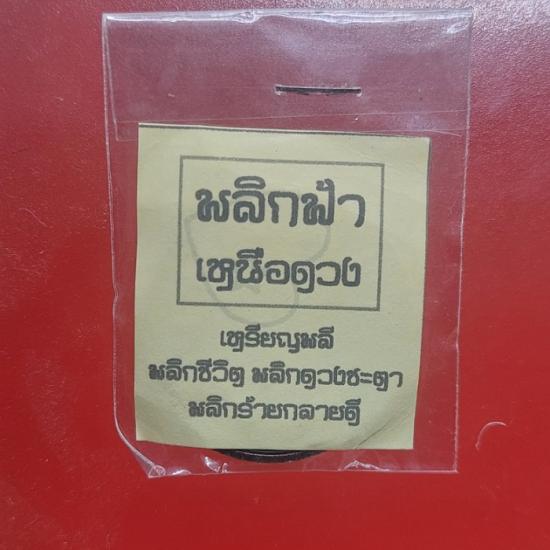 พลิกฟ้า
เหนือดวง
เหรียญพลี
พลิกชีวิต พลิกดวงชะตา
พลิกร้ายกลายดี